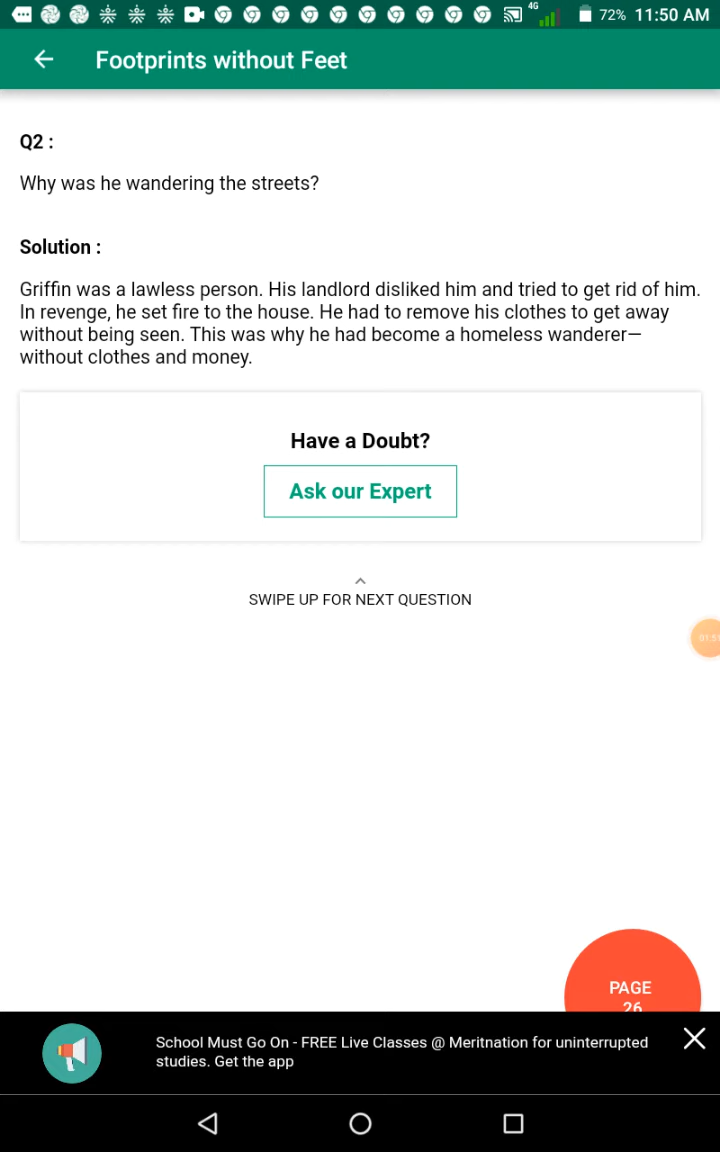 4G
72% 11:50 AM
Footprints without Feet
Q2 :
Why was he wandering the streets?
Solution :
Griffin was a lawless person. His landlord disliked him and tried to get rid of him.
In revenge, he set fire to the house. He had to remove his clothes to get away
without being seen. This was why he had become a homeless wanderer—
without clothes and money.
Have a Doubt?
Ask our Expert
SWIPE UP FOR NEXT QUESTION
PAGE
26
School Must Go On - FREE Live Classes @ Meritnation for uninterrupted
studies. Get the app